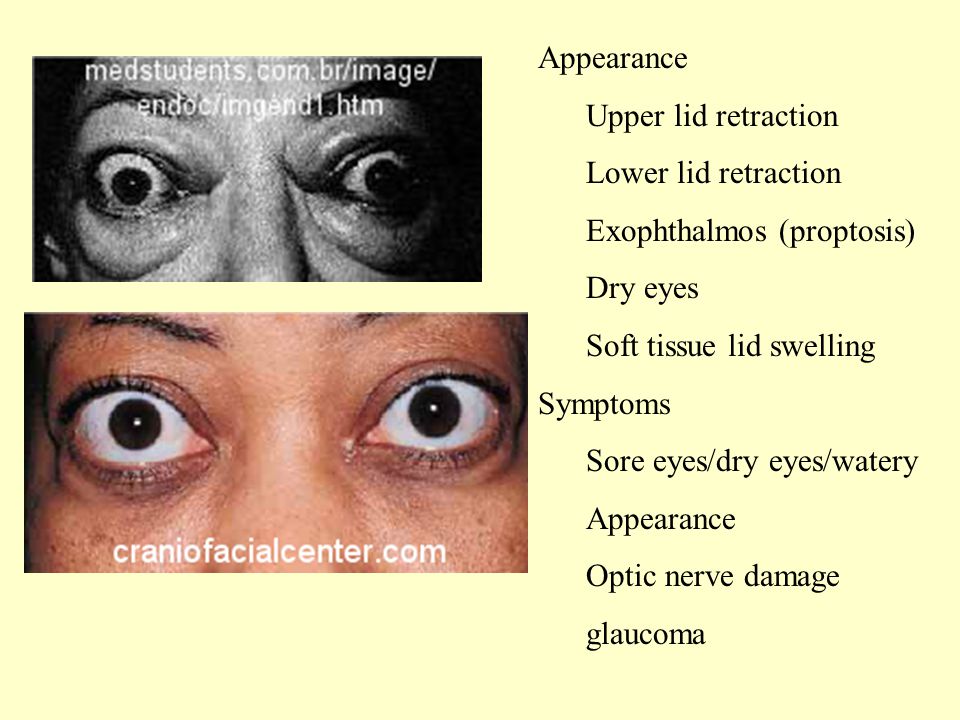 medstudents.com.br/image/
endoc/imgend1.htm
craniofacialcenter.com
Appearance
Upper lid retraction
Lower lid retraction
Exophthalmos (proptosis)
Dry eyes
Soft tissue lid swelling
Symptoms
Sore eyes/dry eyes/watery
Appearance
Optic nerve damage
glaucoma